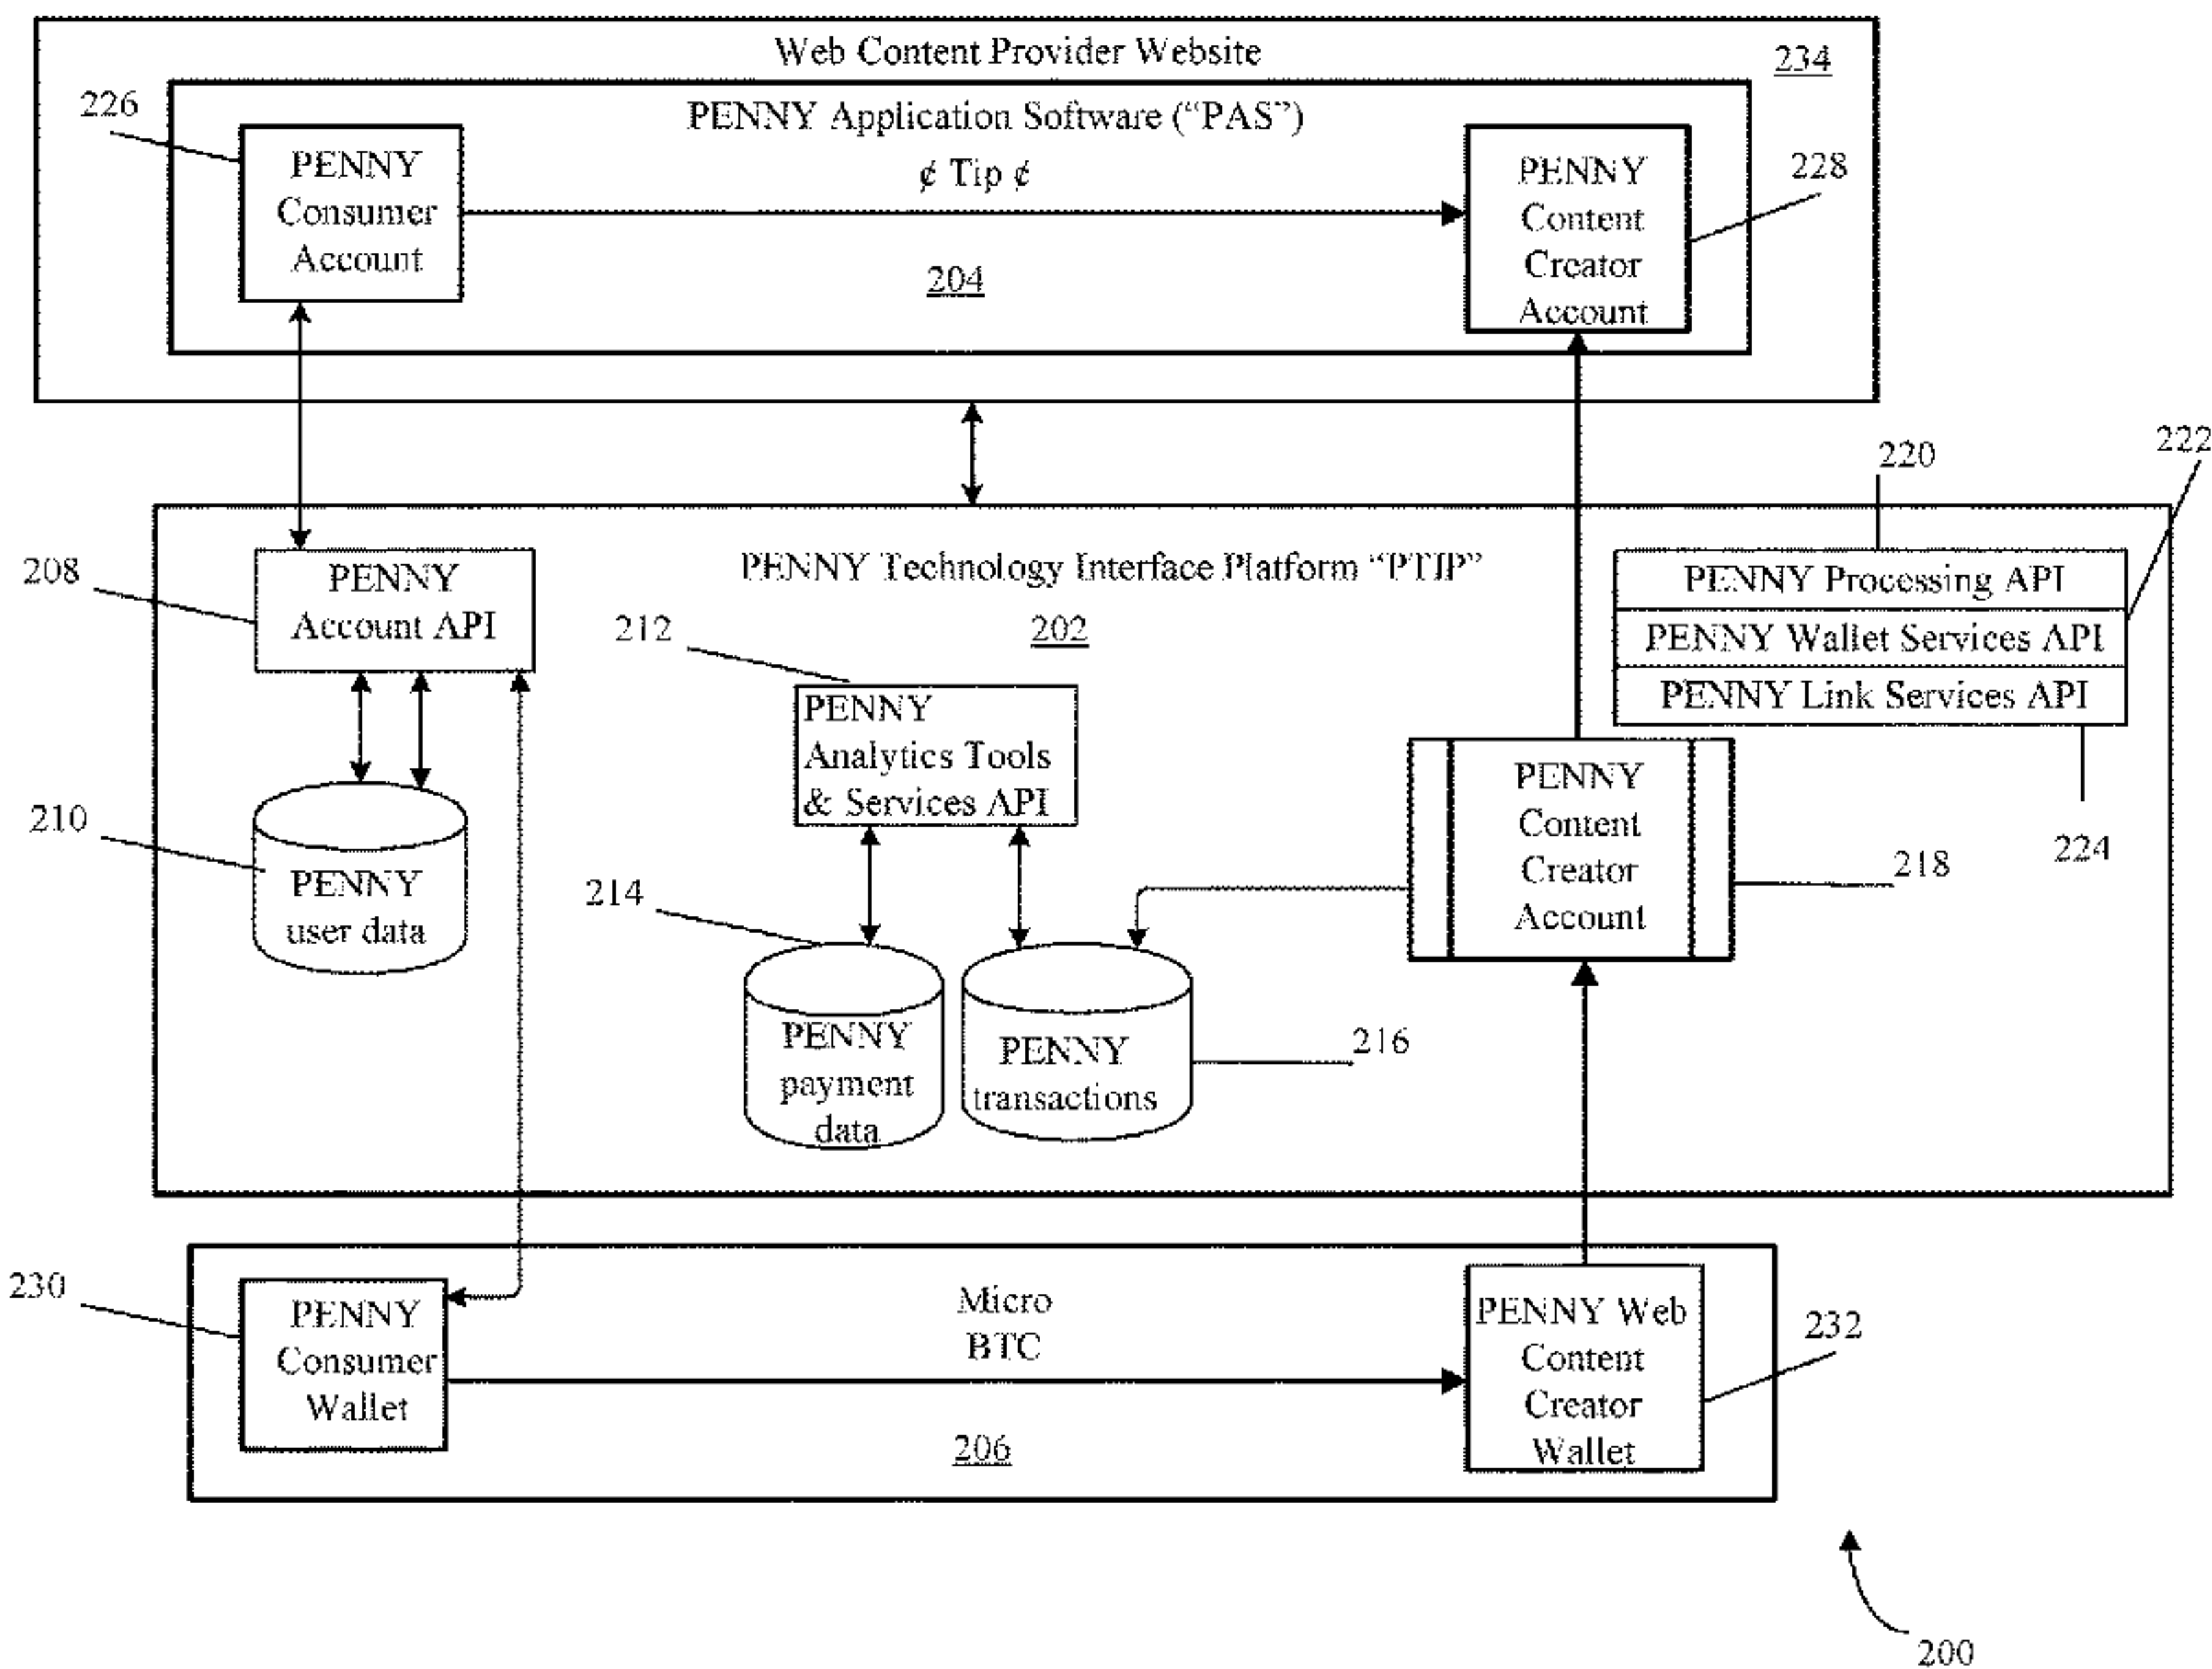 Web Content Provider Website
234
226
PENNY Application Software (“PAS”)
PENNY
Consumer
Account
¢ Tip ¢
204
PENNY
Content
Creator
Account
228
220
222
208
PENNY
Account API
PENNY Technology Interface Platform “PTIP”
202
PENNY Processing API
PENNY Wallet Services API
PENNY Link Services API
212
PENNY
Analytics Tools
& Services API
210
PENNY
user data
PENNY
Content
Creator
Account
224
218
214
PENNY
payment
data
PENNY
transactions
216
230
PENNY
Consumer
Wallet
Micro
BTC
206
PENNY Web
Content
Creator
Wallet
232
200